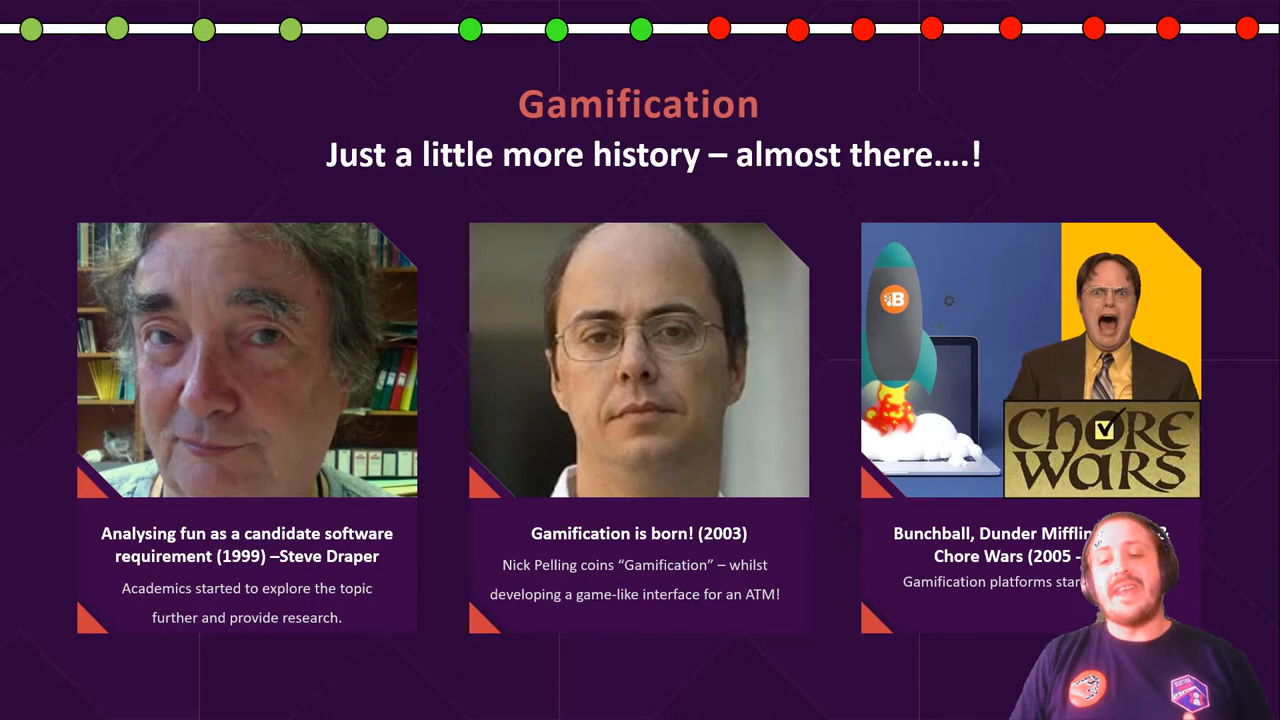 Gamification
Just a little more history – almost there….!
B
CHORE
WARS
Analysing fun as a candidate software
requirement (1999) –Steve Draper
Academics started to explore the topic
further and provide research.
Gamification is born! (2003)
Nick Pelling coins “Gamification” – whilst
developing a game-like interface for an ATM!
Bunchball, Dunder
Chore Wars (2005 -
Gamification platforms